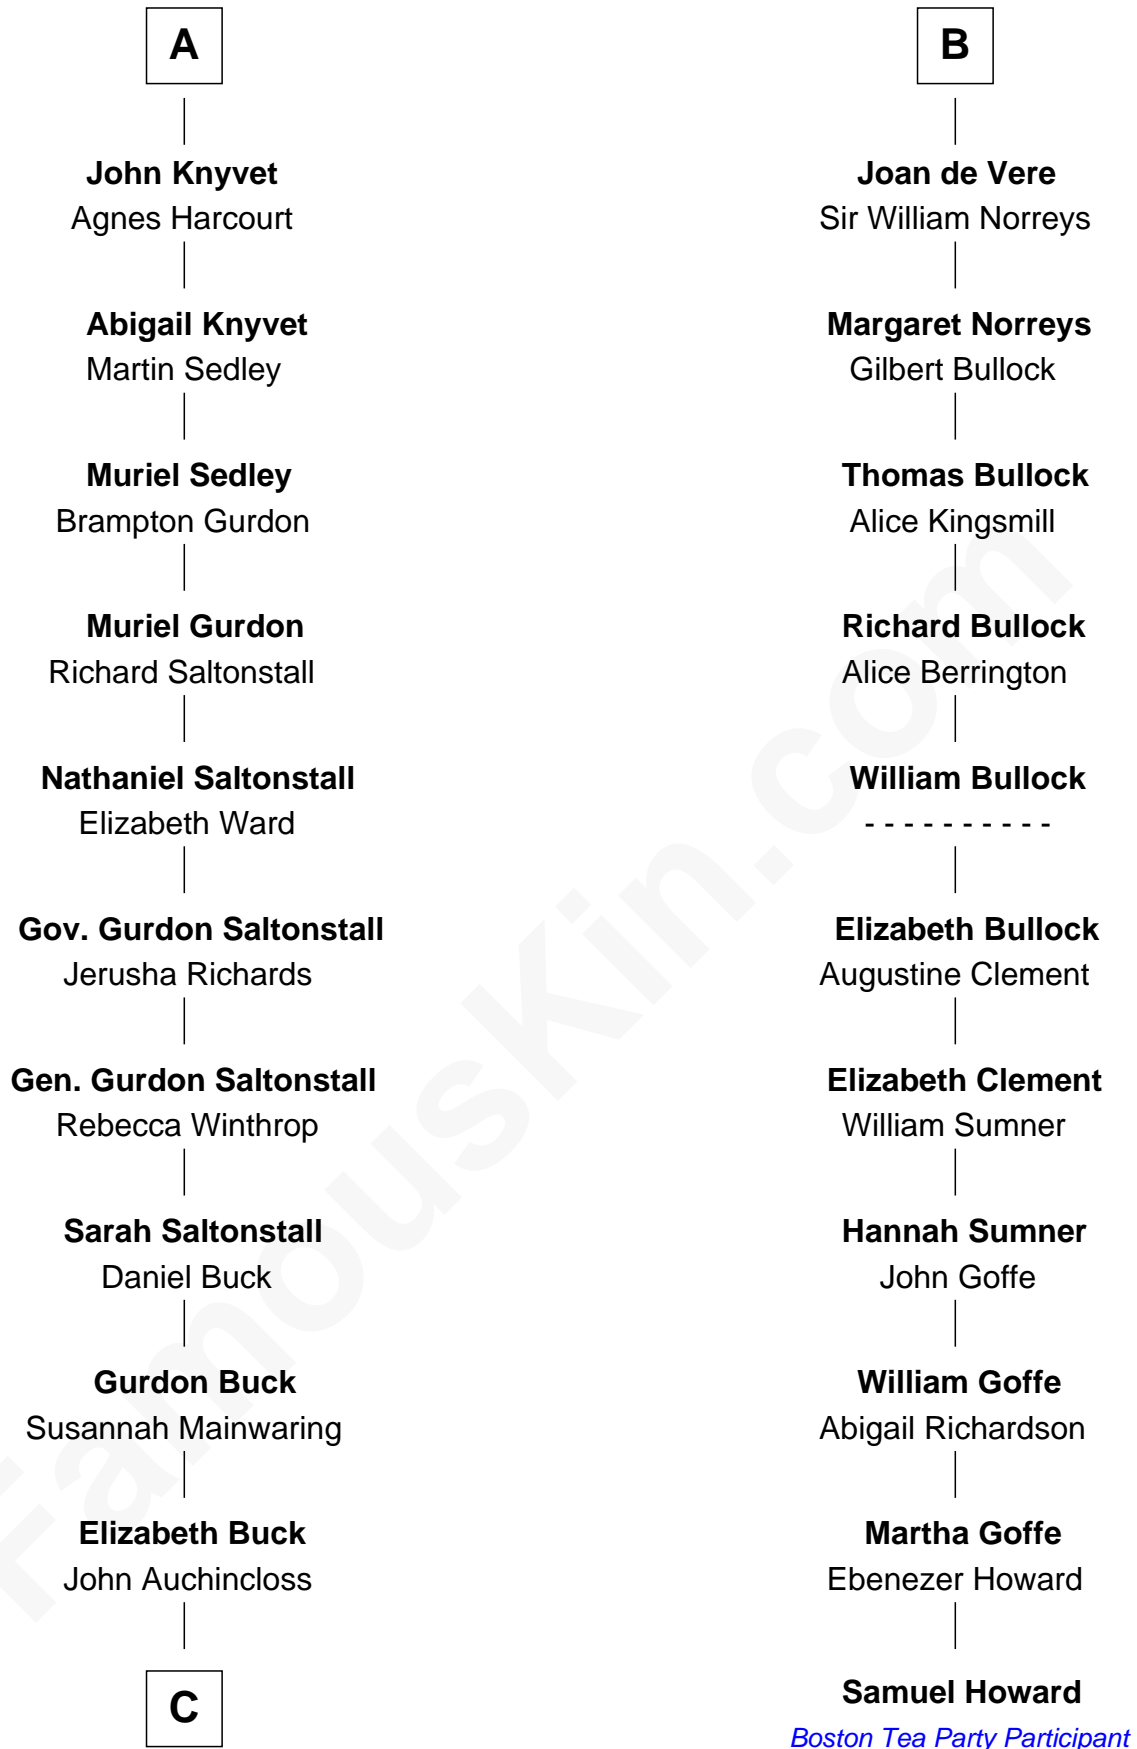 A
John Knyvet
Agnes Harcourt
Abigail Knyvet
Martin Sedley
Muriel Sedley
Brampton Gurdon
Muriel Gurdon
Richard Saltonstall
Nathaniel Saltonstall
Elizabeth Ward
Gov. Gurdon Saltonstall
Jerusha Richards
Gen. Gurdon Saltonstall
Rebecca Winthrop
Sarah Saltonstall
Daniel Buck
Gurdon Buck
Susannah Mainwaring
Elizabeth Buck
John Auchincloss
C
B
Joan de Vere
Sir William Norreys
Margaret Norreys
Gilbert Bullock
Thomas Bullock
Alice Kingsmill
Richard Bullock
Alice Berrington
William Bullock
- - - - - - - - - -
Elizabeth Bullock
Augustine Clement
Elizabeth Clement
William Sumner
Hannah Sumner
John Goffe
William Goffe
Abigail Richardson
Martha Goffe
Ebenezer Howard
Samuel Howard
Boston Tea Party Participant
FamousKin.com